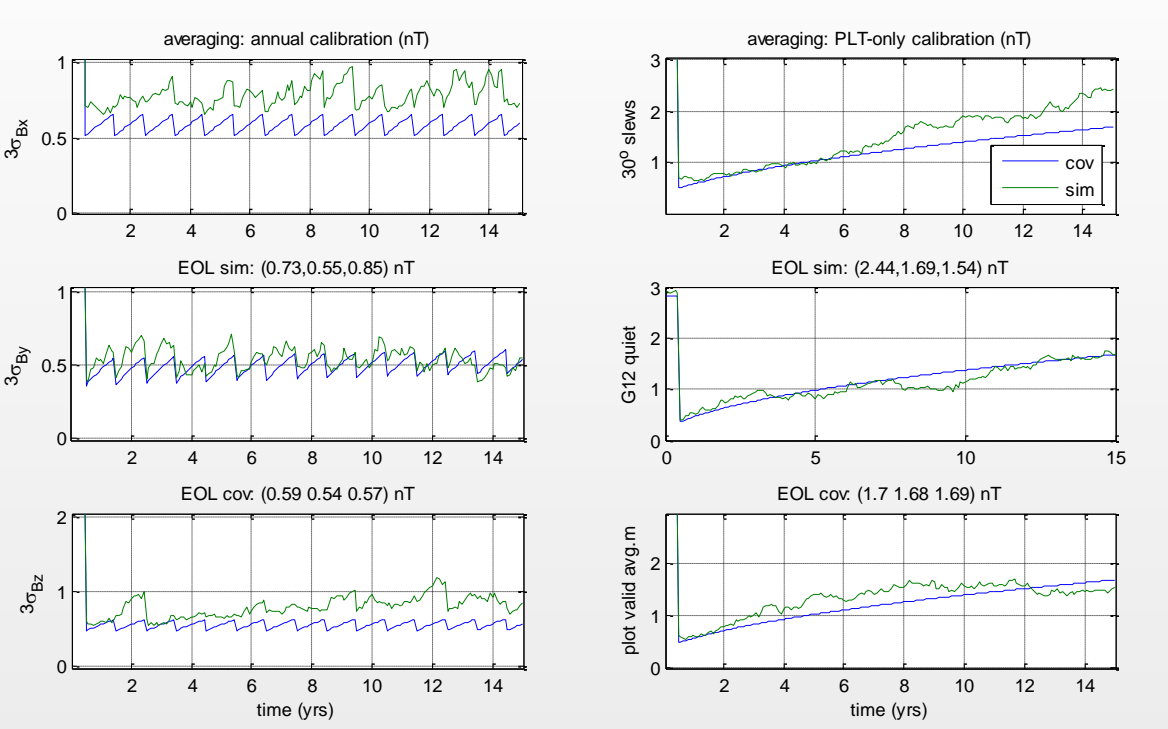 averaging: annual calibration (nT)
1
0.5
0
3σBx
2 4 6 8 10 12 14
EOL sim: (0.73,0.55,0.85) nT
1
0.5
0
3σBy
2 4 6 8 10 12 14
EOL cov: (0.59 0.54 0.57) nT
2
1
0
3σBz
2 4 6 8 10 12 14
time (yrs)
averaging: PLT-only calibration (nT)
3
2
1
30o slews
cov
sim
2 4 6 8 10 12 14
EOL sim: (2.44,1.69,1.54) nT
3
2
1
0
G12 quiet
0 5 10 15
EOL cov: (1.7 1.68 1.69) nT
2
1
0
plot valid avg.m
2 4 6 8 10 12 14
time (yrs)